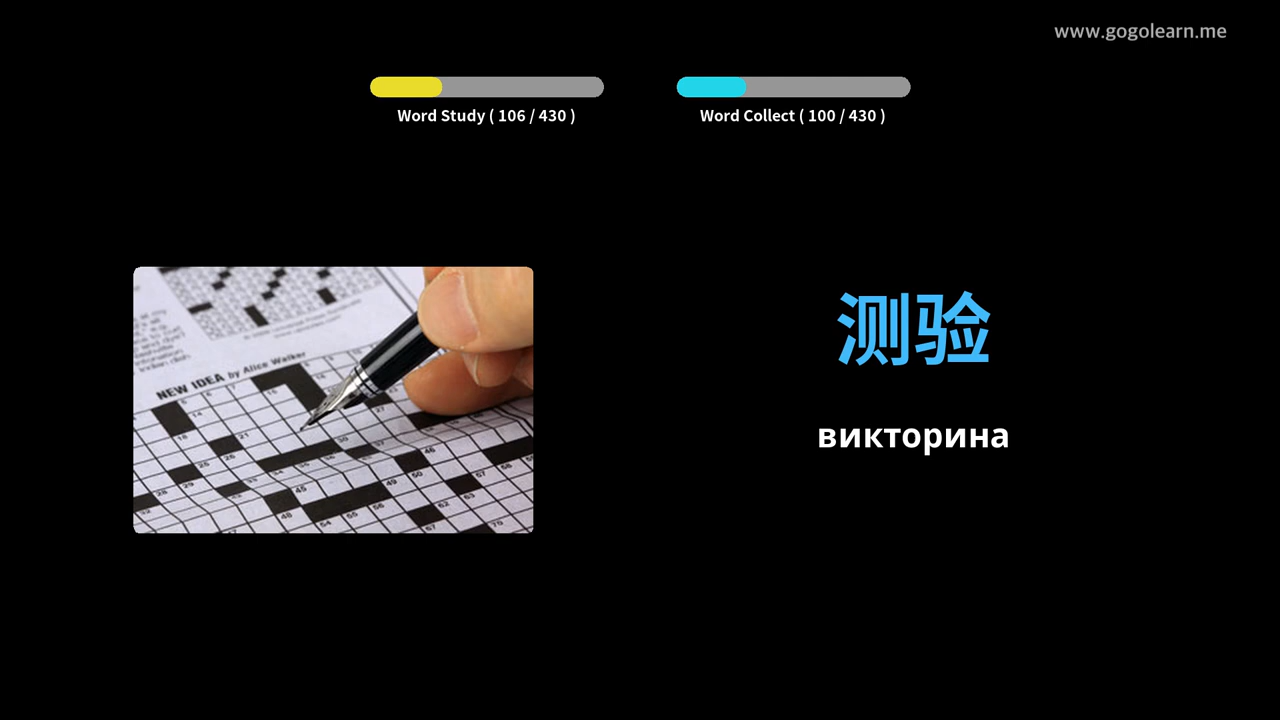 www.gogolearn.me
Word Study ( 106 / 430 )
Word Collect ( 100 / 430 )
NEW IDEA by Alice Walker
测验
викторина